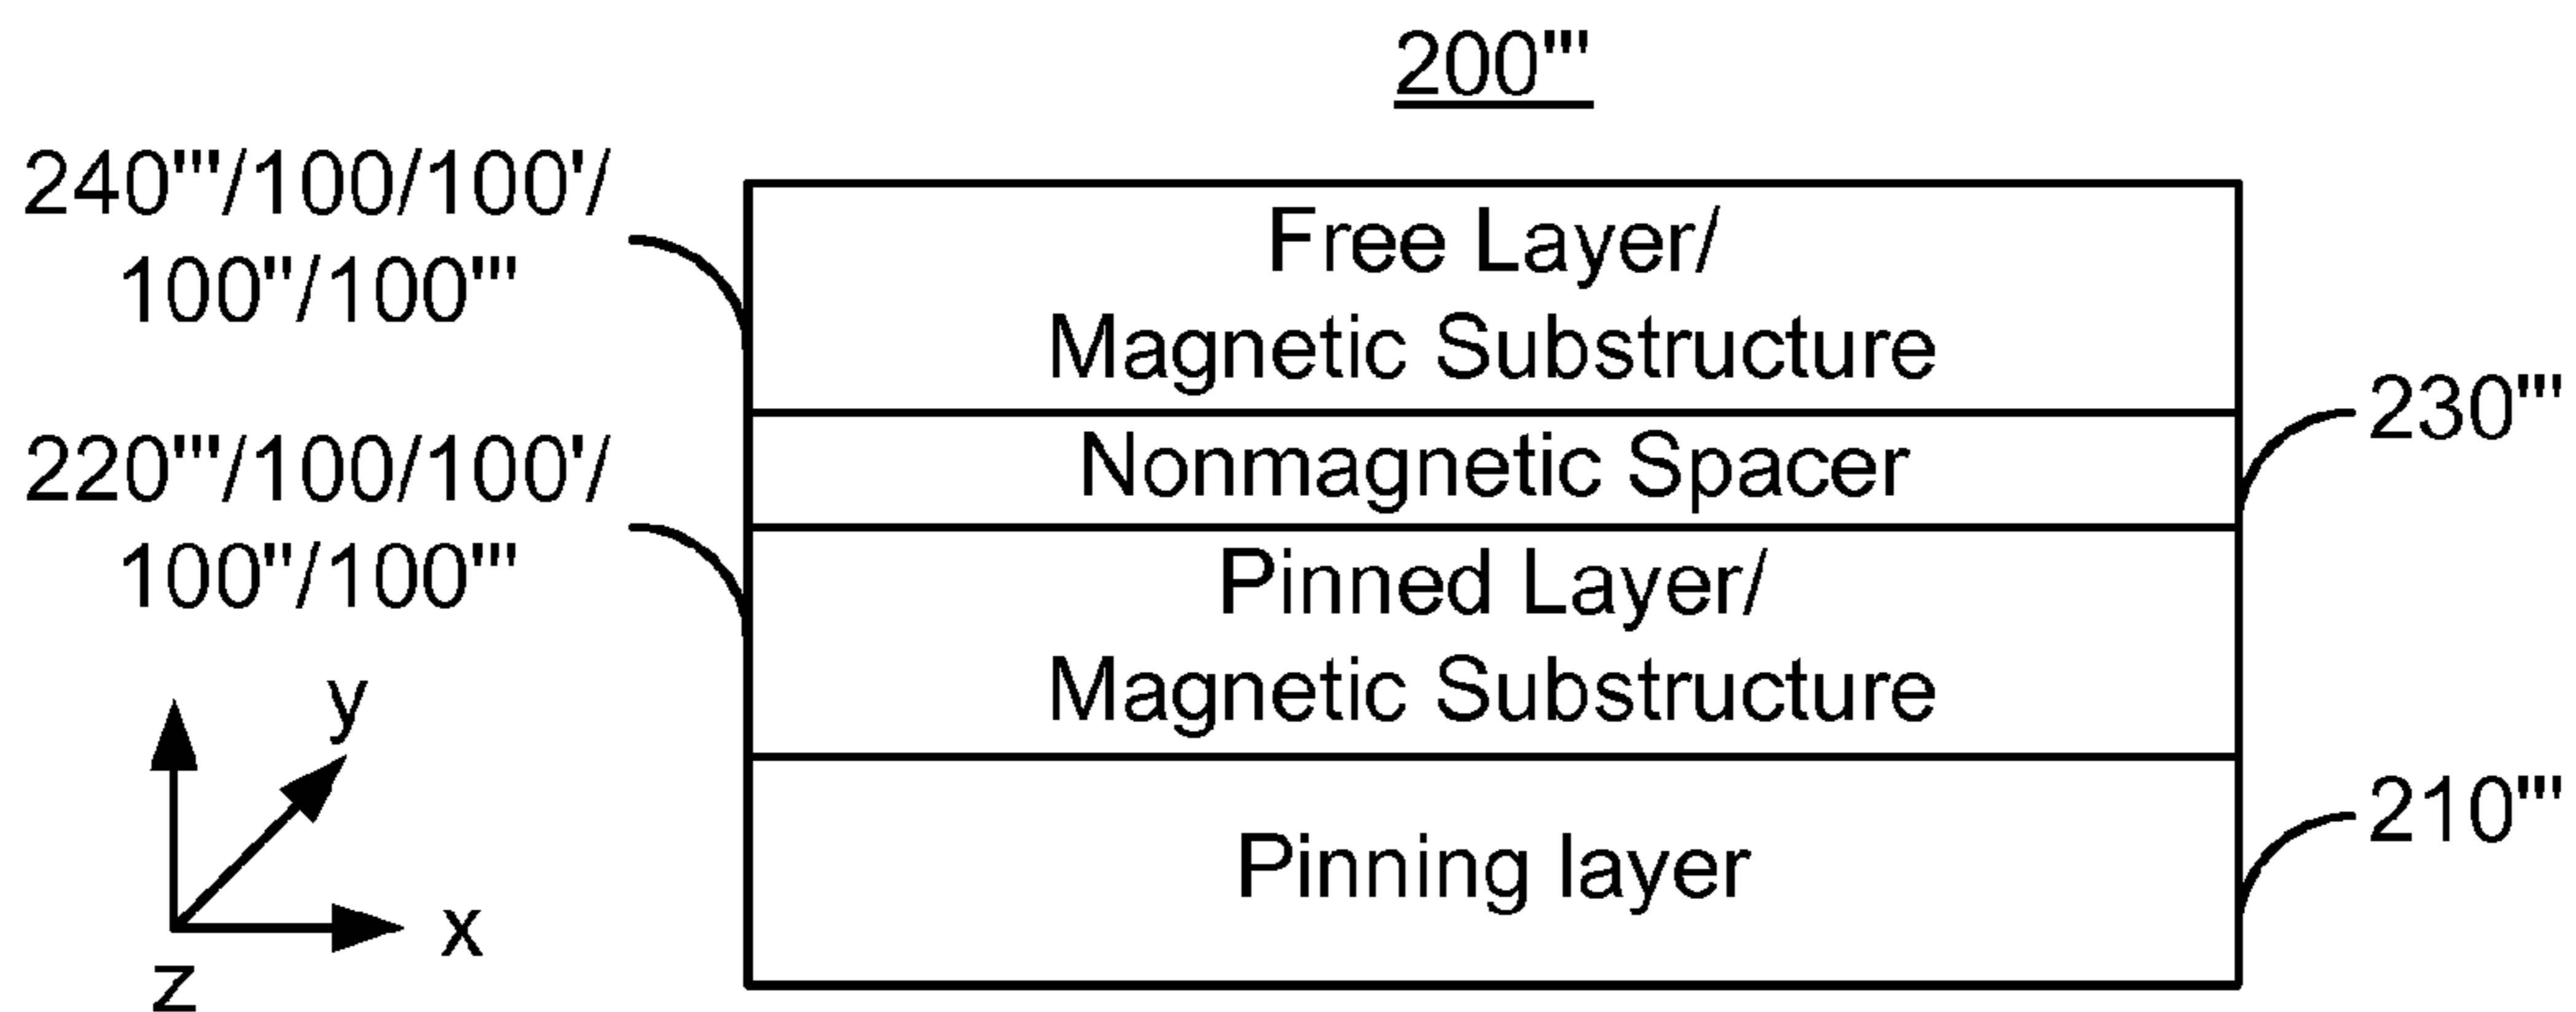 200'''
240'''/100/100'/
100''/100'''
Free Layer/
Magnetic Substructure
Nonmagnetic Spacer
230'''
220'''/100/100'/
100''/100'''
Pinned Layer/
Magnetic Substructure
Pinning layer
210'''
y
x
z